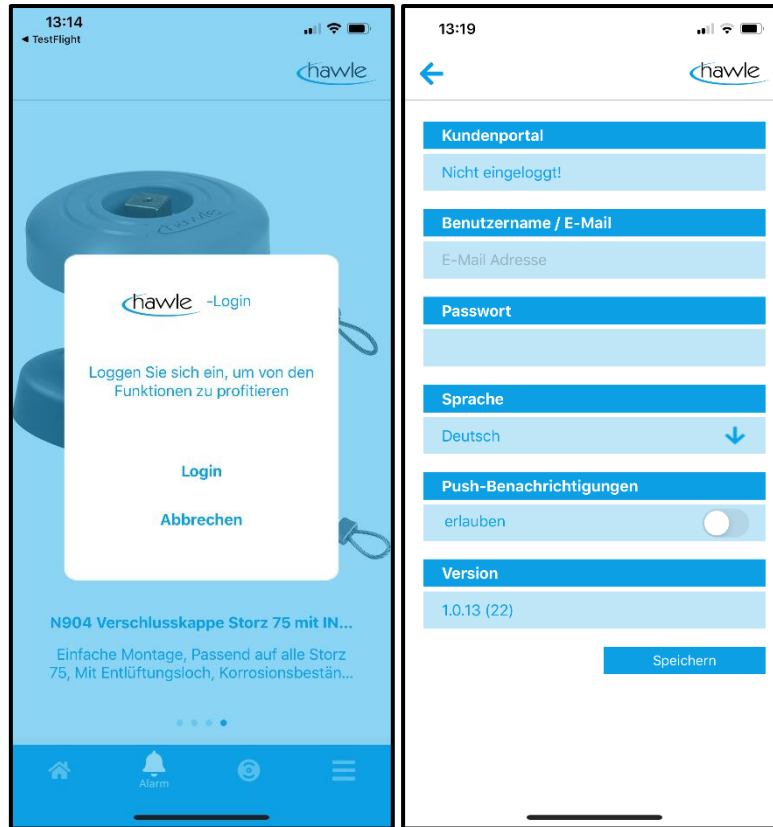 13:14
◀ TestFlight
hawle
hawle
hawle -Login
Loggen Sie sich ein, um von den
Funktionen zu profitieren
Login
Abbrechen
N904 Verschlusskappe Storz 75 mit IN...
Einfache Montage, Passend auf alle Storz
75, Mit Entlüftungsloch, Korrosionsbestän...
Alarm
13:19
hawle
Kundenportal
Nicht eingeloggt!
Benutzername / E-Mail
E-Mail Adresse
Passwort
Sprache
Deutsch
Push-Benachrichtigungen
erlauben
Version
1.0.13 (22)
Speichern